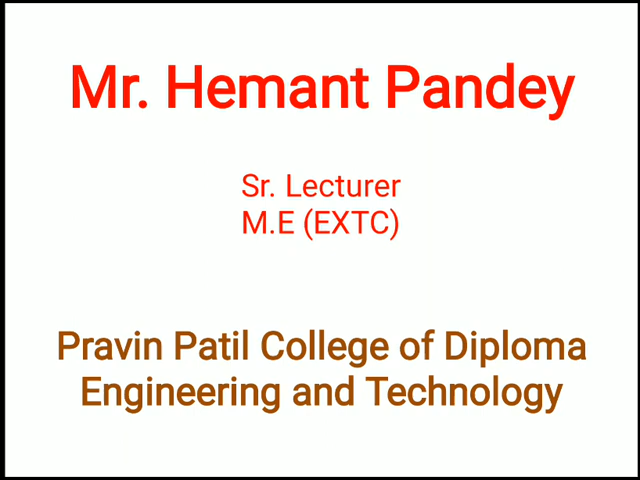 Mr. Hemant Pandey
Sr. Lecturer
M.E (EXTC)
Pravin Patil College of Diploma
Engineering and Technology